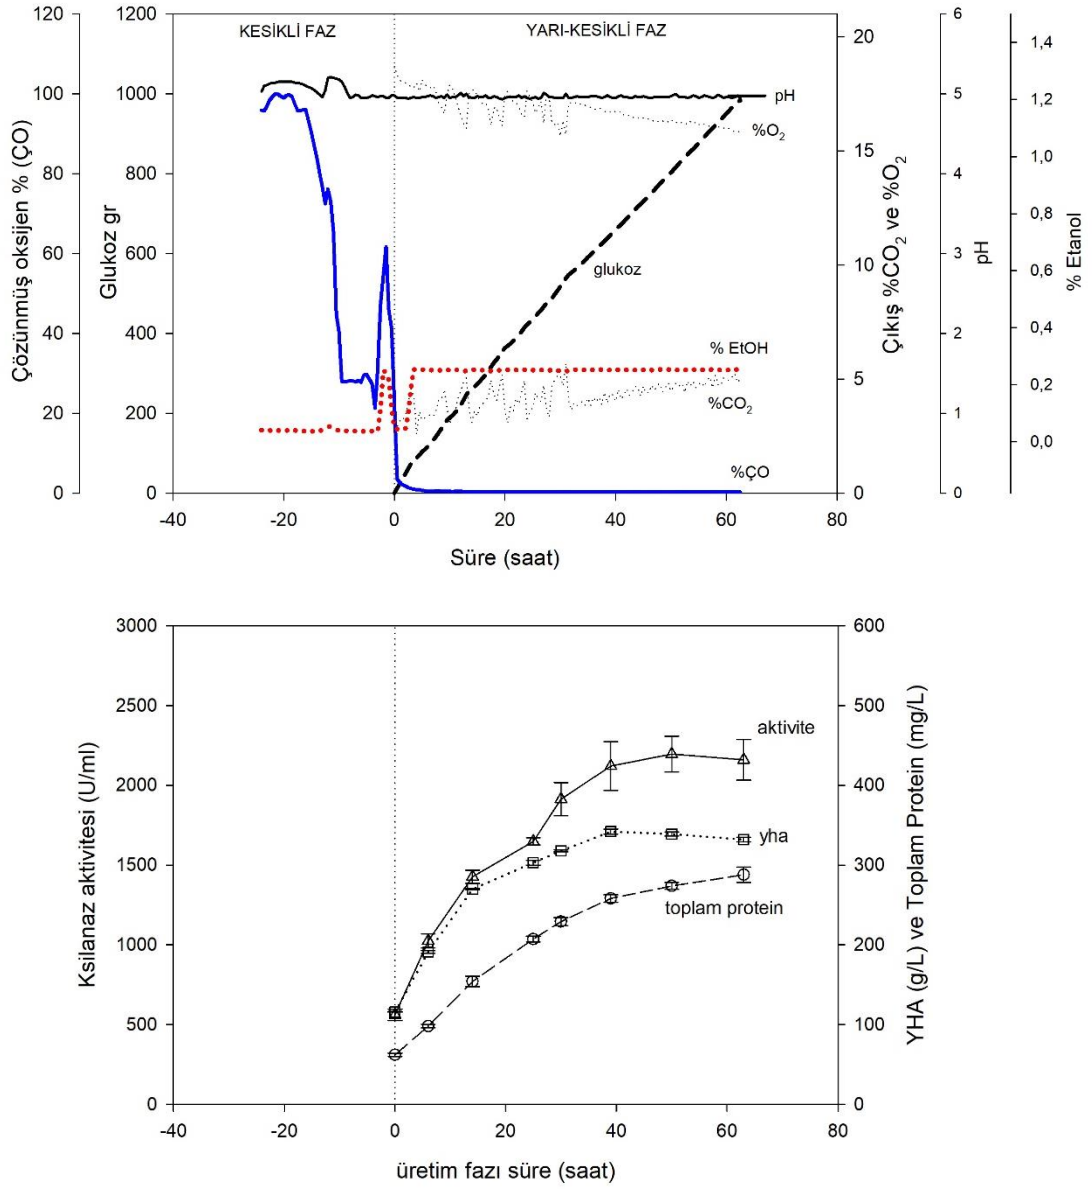 KESİKLİ FAZ
YARI-KESİKLİ FAZ
Çözünmüş oksijen % (ÇO)
120
100
80
60
40
20
0
Glukoz gr
1200
1000
800
600
400
200
0
pH
%O2
glukoz
% EtOH
%CO2
%ÇO
Çıkış %CO2 ve %O2
20
15
10
5
0
pH
6
5
4
3
2
1
0
% Etanol
1,4
1,2
1,0
0,8
0,6
0,4
0,2
0,0
-40 -20 0 20 40 60 80
Süre (saat)
Ksilanaz aktivitesi (U/ml)
3000
2500
2000
1500
1000
500
0
aktivite
yha
toplam protein
YHA (g/L) ve Toplam Protein (mg/L)
600
500
400
300
200
100
0
-40 -20 0 20 40 60 80
üretim fazı süre (saat)